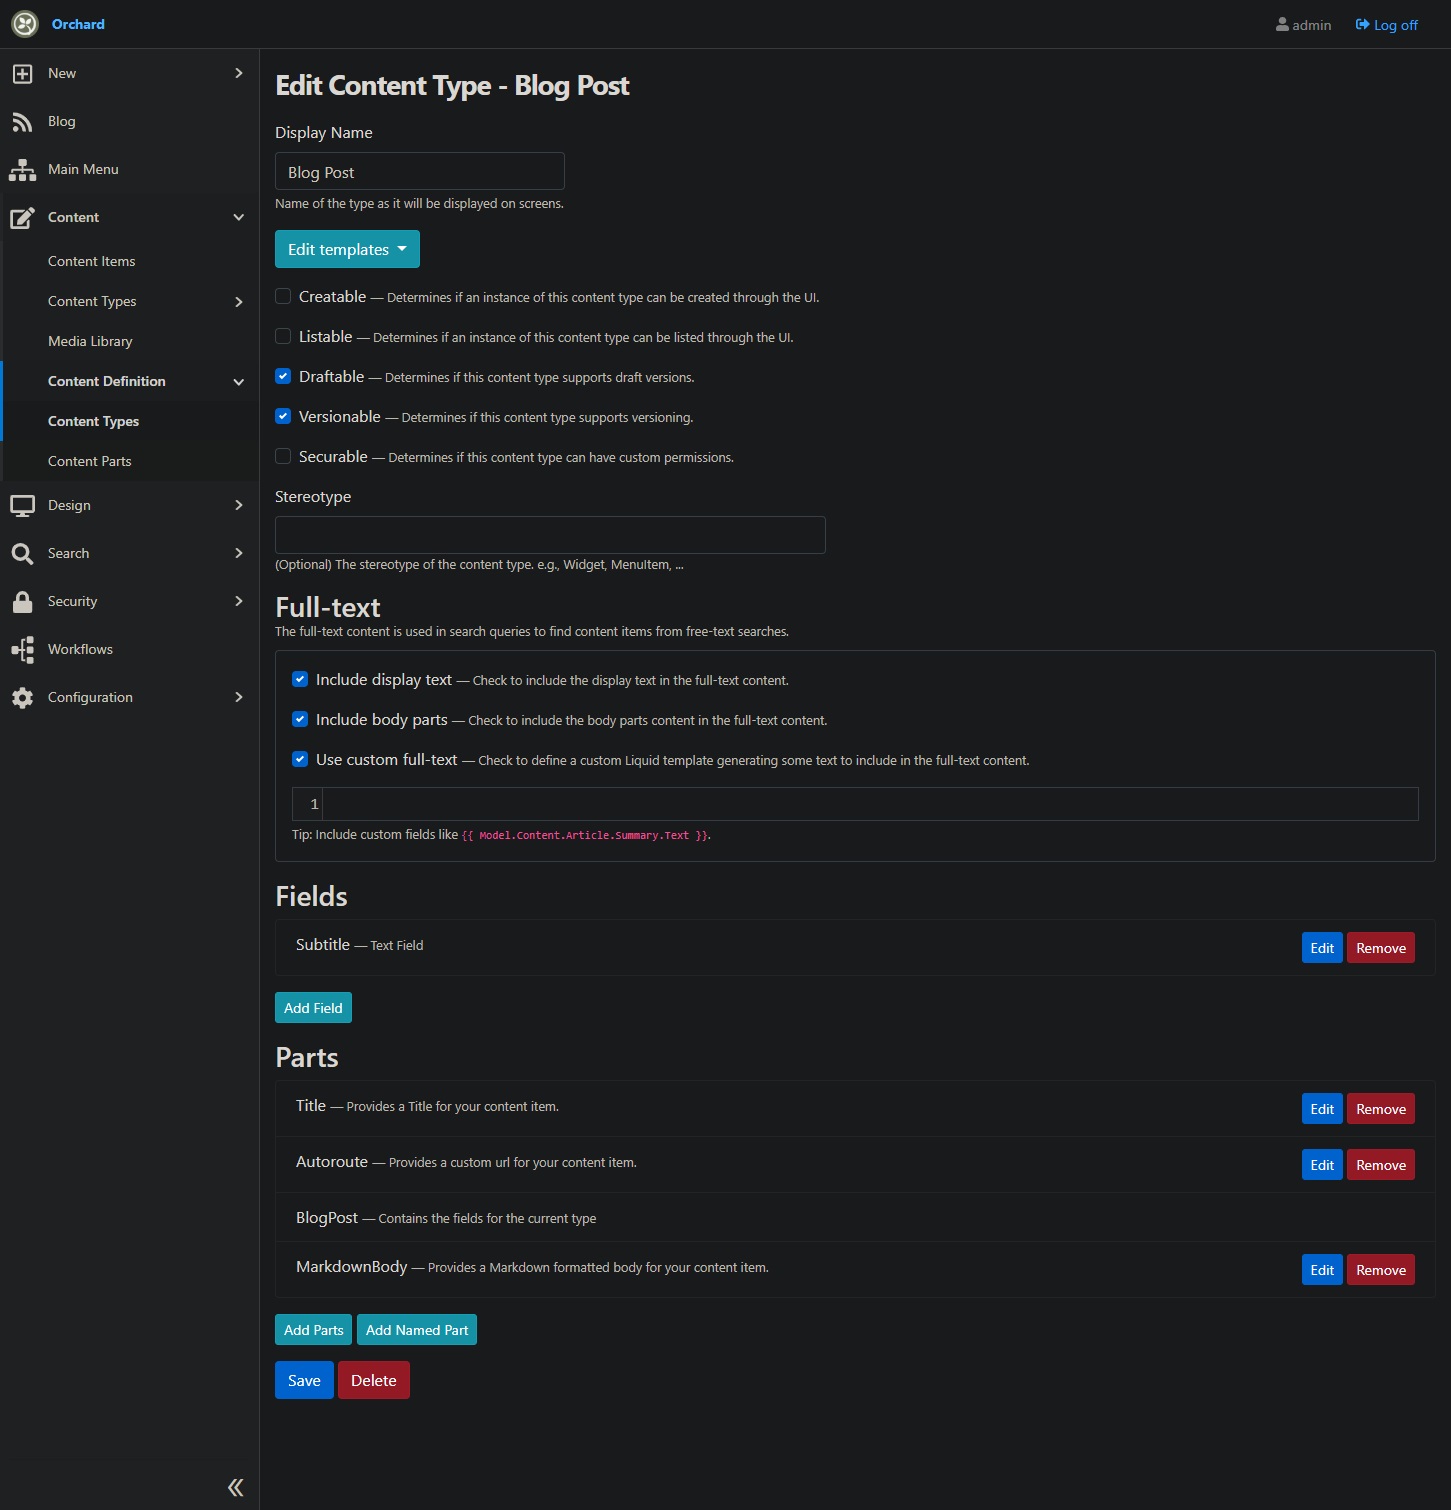 Orchard
admin
Log off
New
Blog
Main Menu
Content
Content Items
Content Types
Media Library
Content Definition
Content Types
Content Parts
Design
Search
Security
Workflows
Configuration
Edit Content Type - Blog Post
Display Name
Blog Post
Name of the type as it will be displayed on screens.
Edit templates
Creatable — Determines if an instance of this content type can be created through the UI.
Listable — Determines if an instance of this content type can be listed through the UI.
Draftable — Determines if this content type supports draft versions.
Versionable — Determines if this content type supports versioning.
Securable — Determines if this content type can have custom permissions.
Stereotype
(Optional) The stereotype of the content type. e.g., Widget, MenuItem, ...
Full-text
The full-text content is used in search queries to find content items from free-text searches.
Include display text — Check to include the display text in the full-text content.
Include body parts — Check to include the body parts content in the full-text content.
Use custom full-text — Check to define a custom Liquid template generating some text to include in the full-text content.
1
Tip: Include custom fields like {{ Model.Content.Article.Summary.Text }}.
Fields
Subtitle — Text Field
Edit Remove
Add Field
Parts
Title — Provides a Title for your content item.
Edit Remove
Autoroute — Provides a custom url for your content item.
Edit Remove
BlogPost — Contains the fields for the current type
MarkdownBody — Provides a Markdown formatted body for your content item.
Edit Remove
Add Parts Add Named Part
Save Delete